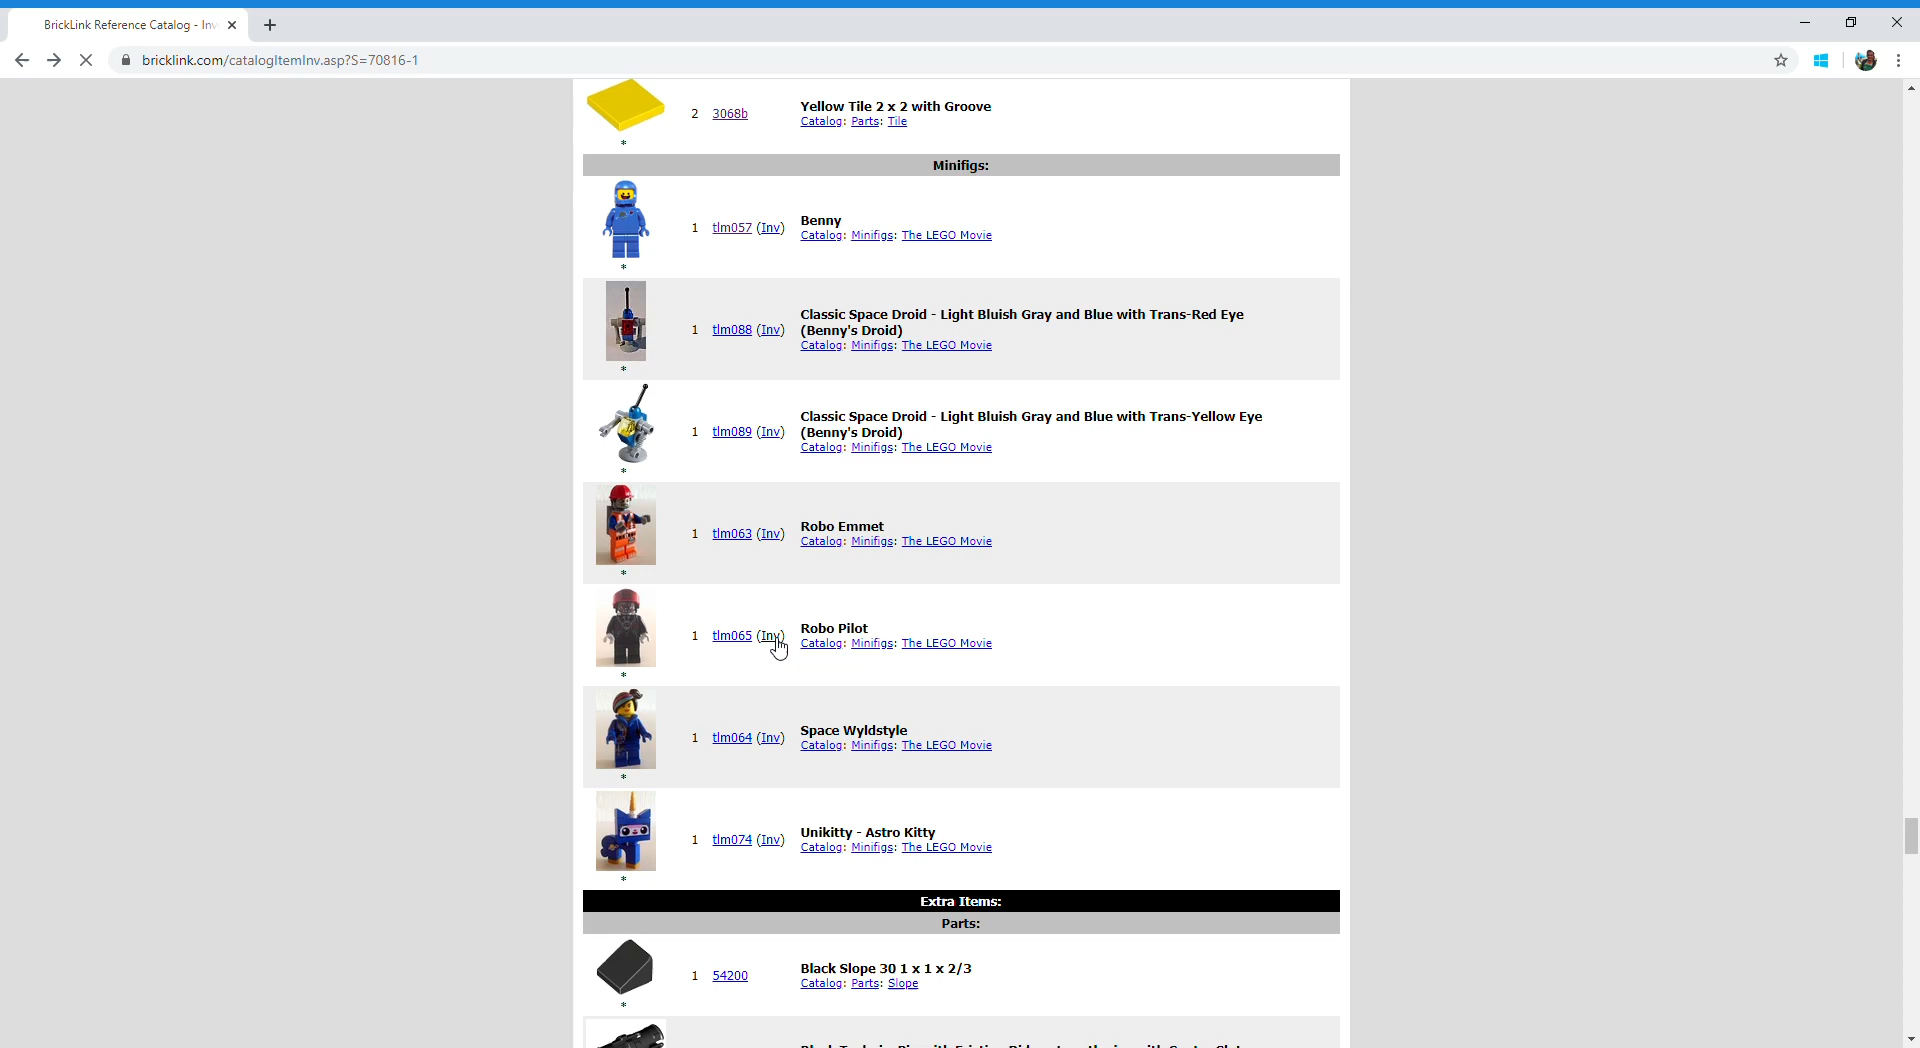 BrickLink Reference Catalog - Inv
bricklink.com/catalogItemInv.asp?S=70816-1
2 3068b Yellow Tile 2 x 2 with Groove
Catalog: Parts: Tile
*
Minifigs:
1 tlm057 (Inv) Benny
Catalog: Minifigs: The LEGO Movie
*
Classic Space Droid - Light Bluish Gray and Blue with Trans-Red Eye
1 tlm088 (Inv) (Benny's Droid)
Catalog: Minifigs: The LEGO Movie
*
Classic Space Droid - Light Bluish Gray and Blue with Trans-Yellow Eye
1 tlm089 (Inv) (Benny's Droid)
Catalog: Minifigs: The LEGO Movie
*
1 tlm063 (Inv) Robo Emmet
Catalog: Minifigs: The LEGO Movie
*
1 tlm065 (Inv) Robo Pilot
Catalog: Minifigs: The LEGO Movie
*
1 tlm064 (Inv) Space Wyldstyle
Catalog: Minifigs: The LEGO Movie
*
1 tlm074 (Inv) Unikitty - Astro Kitty
Catalog: Minifigs: The LEGO Movie
*
Extra Items:
Parts:
1 54200 Black Slope 30 1 x 1 x 2/3
Catalog: Parts: Slope
*